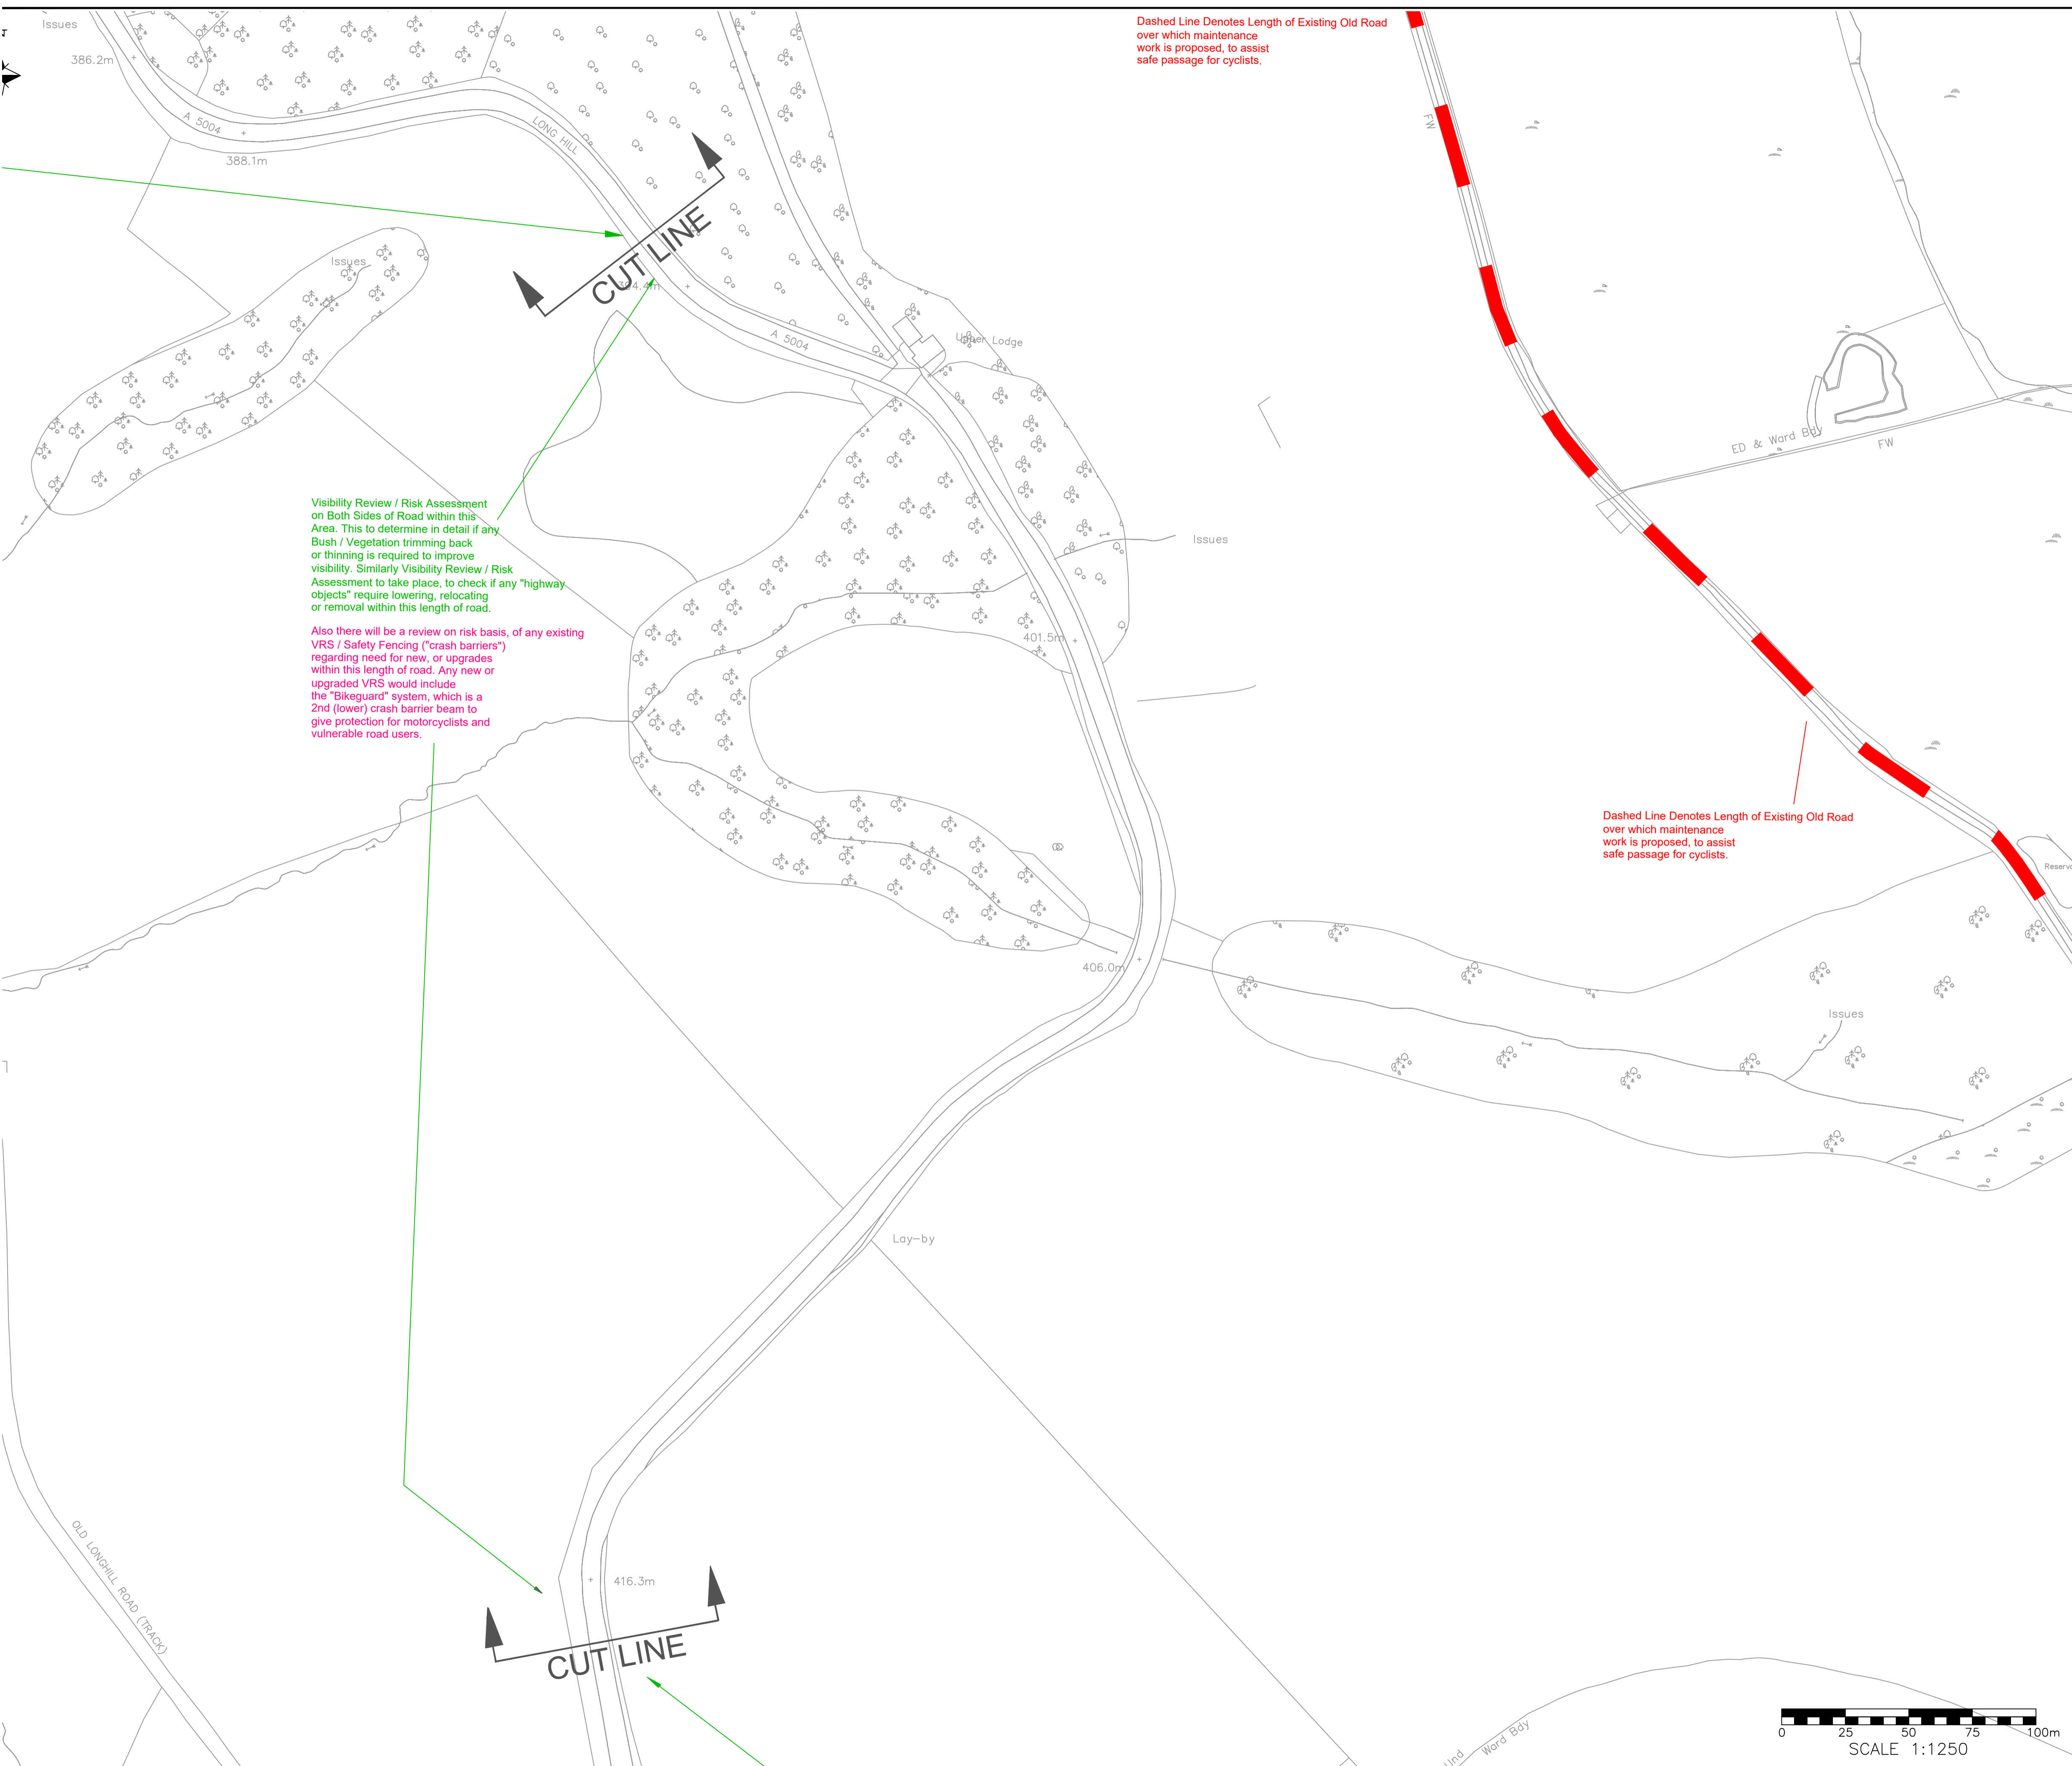 Issues
386.2m
A 5004
388.1m
LONG HILL
Dashed Line Denotes Length of Existing Old Road
over which maintenance
work is proposed, to assist
safe passage for cyclists.
FW
CUT LINE
394.4m
Issues
A 5004
Upper Lodge
ED & Ward Bdy
FW
Visibility Review / Risk Assessment
on Both Sides of Road within this
Area. This to determine in detail if any
Bush / Vegetation trimming back
or thinning is required to improve
visibility. Similarly Visibility Review / Risk
Assessment to take place, to check if any "highway
objects" require lowering, relocating
or removal within this length of road.
Also there will be a review on risk basis, of any existing
VRS / Safety Fencing ("crash barriers")
regarding need for new, or upgrades
within this length of road. Any new or
upgraded VRS would include
the "Bikeguard" system, which is a
2nd (lower) crash barrier beam to
give protection for motorcyclists and
vulnerable road users.
Issues
401.5m
Dashed Line Denotes Length of Existing Old Road
over which maintenance
work is proposed, to assist
safe passage for cyclists.
406.0m
Issues
Lay-by
OLD LONGHILL ROAD (TRACK)
416.3m
CUT LINE
Und
Ward Bdy
0 25 50 75 100m
SCALE 1:1250